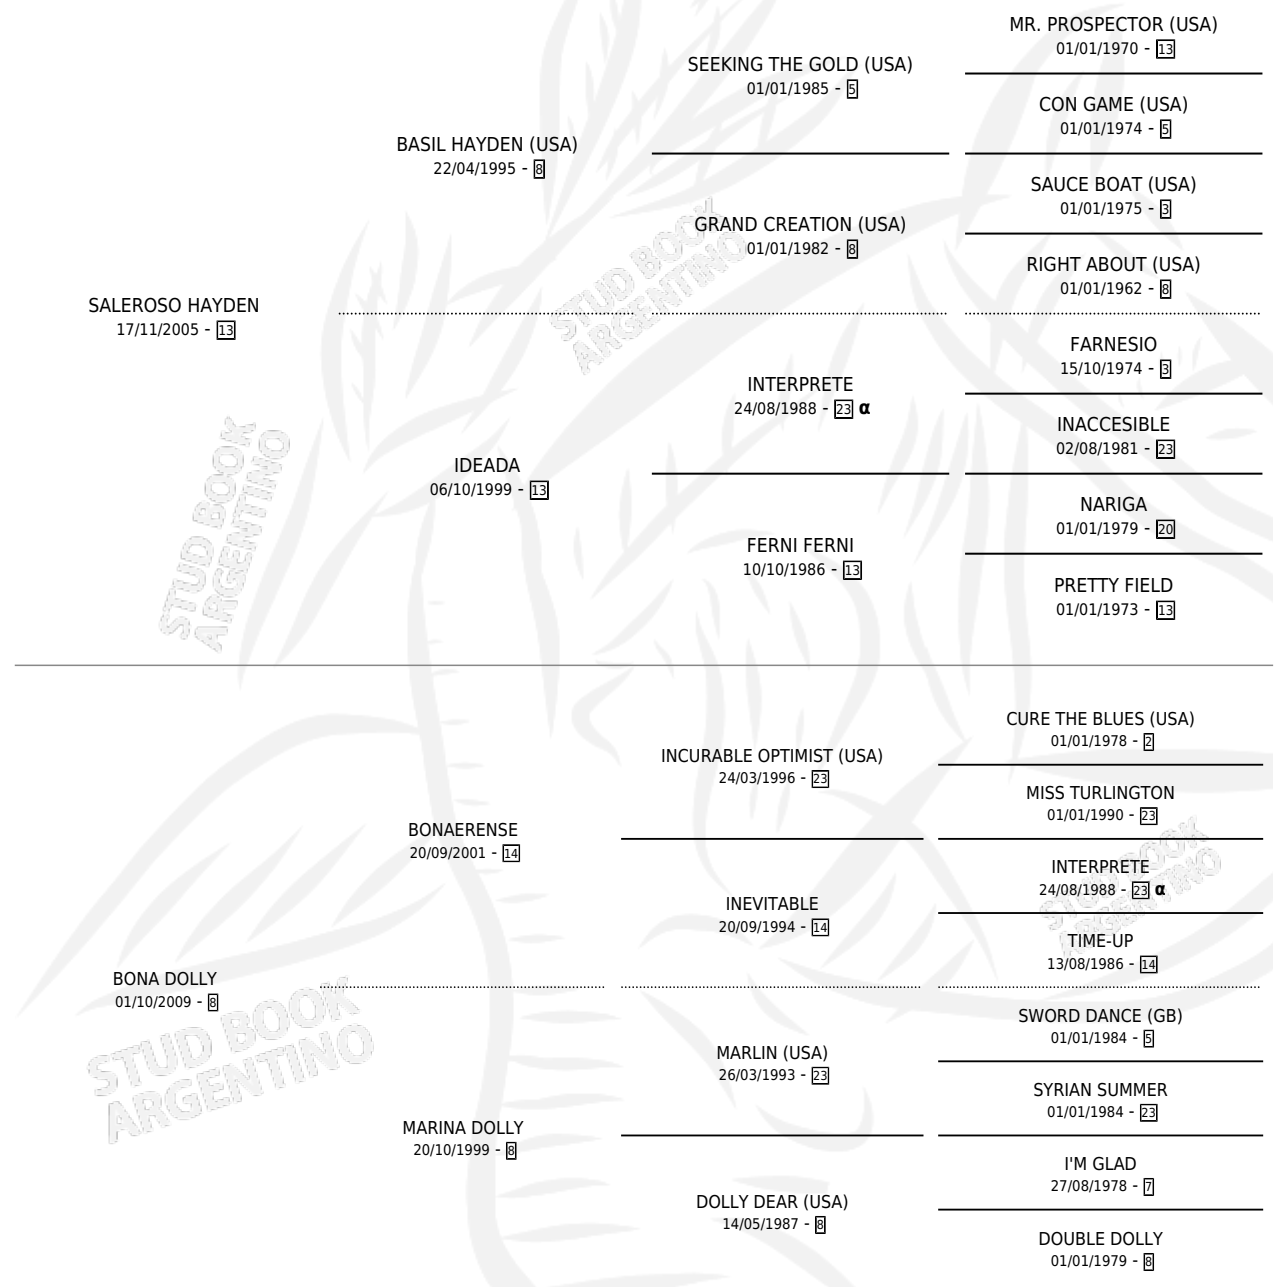 MR. PROSPECTOR (USA)
01/01/1970 - 13
SEEKING THE GOLD (USA)
01/01/1985 - 5
CON GAME (USA)
01/01/1974 - 5
BASIL HAYDEN (USA)
22/04/1995 - 8
SAUCE BOAT (USA)
01/01/1975 - 3
GRAND CREATION (USA)
01/01/1982 - 8
RIGHT ABOUT (USA)
01/01/1962 - 8
STUD BOOK
ARGENTINO
SALEROSO HAYDEN
17/11/2005 - 13
FARNESIO
15/10/1974 - 3
INTERPRETE
24/08/1988 - 23 α
INACCESIBLE
02/08/1981 - 23
IDEADA
06/10/1999 - 13
NARIGA
01/01/1979 - 20
FERNI FERNI
10/10/1986 - 13
PRETTY FIELD
01/01/1973 - 13
STUD BOOK
ARGENTINO
CURE THE BLUES (USA)
01/01/1978 - 2
INCURABLE OPTIMIST (USA)
24/03/1996 - 23
MISS TURLINGTON
01/01/1990 - 23
BONAERENSE
20/09/2001 - 14
INTERPRETE
24/08/1988 - 23 α
INEVITABLE
20/09/1994 - 14
TIME-UP
13/08/1986 - 14
STUD BOOK
ARGENTINO
BONA DOLLY
01/10/2009 - 8
SWORD DANCE (GB)
01/01/1984 - 5
MARLIN (USA)
26/03/1993 - 23
SYRIAN SUMMER
01/01/1984 - 23
STUD BOOK
ARGENTINO
MARINA DOLLY
20/10/1999 - 8
I'M GLAD
27/08/1978 - 7
DOLLY DEAR (USA)
14/05/1987 - 8
DOUBLE DOLLY
01/01/1979 - 8